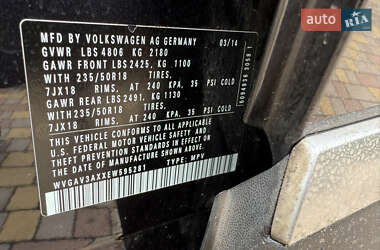 AUTO RIA
MFD BY VOLKSWAGEN AG GERMANY 03/14
GVWR LBS 4806 KG 2180
GAWR FRONT LBS 2425, KG 1100
WITH 235/50R18 TIRES,
7JX18 RIMS, AT 240 KPA, 35 PSI COLD
GAWR REAR LBS 2491, KG 1130
WITH 235/50R18 TIRES,
7JX18 RIMS, AT 240 KPA, 35 PSI COLD
THIS VEHICLE CONFORMS TO ALL APPLICABLE
U.S. FEDERAL MOTOR VEHICLE SAFETY AND
THEFT PREVENTION STANDARDS IN EFFECT ON
THE DATE OF MANUFACTURE SHOWN ABOVE.
WVGAV3AXXEW595281 TYPE: MPV